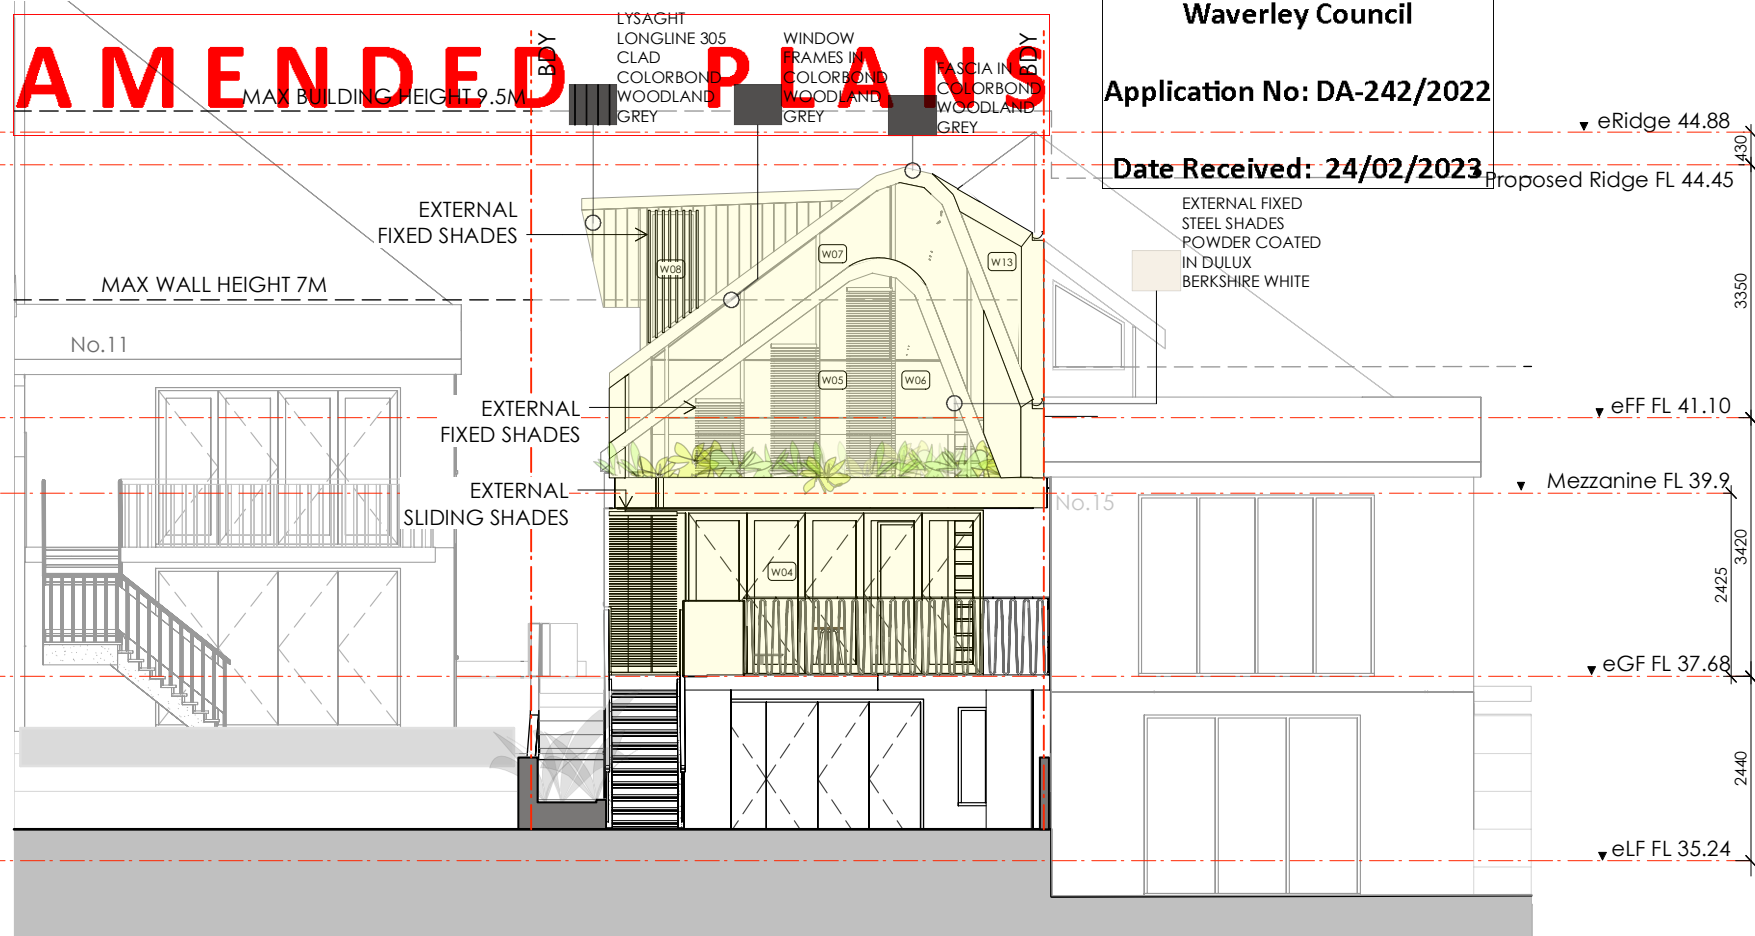 Waverley Council
Application No: DA-242/2022
Date Received: 24/02/2023
AMENDED PLANS
BDY
BDY
LYSAGHT
LONGLINE 305
CLAD
COLORBOND
WOODLAND
GREY
WINDOW
FRAMES IN
COLORBOND
WOODLAND
GREY
FASCIA IN
COLORBOND
WOODLAND
GREY
MAX BUILDING HEIGHT 9.5M
eRidge 44.88
430
Proposed Ridge FL 44.45
EXTERNAL FIXED
STEEL SHADES
POWDER COATED
IN DULUX
BERKSHIRE WHITE
EXTERNAL
FIXED SHADES
W08
W07
W13
MAX WALL HEIGHT 7M
3350
No.11
W05
W06
EXTERNAL
FIXED SHADES
eFF FL 41.10
EXTERNAL
SLIDING SHADES
No.15
Mezzanine FL 39.9
3420
2425
W04
eGF FL 37.68
2440
eLF FL 35.24